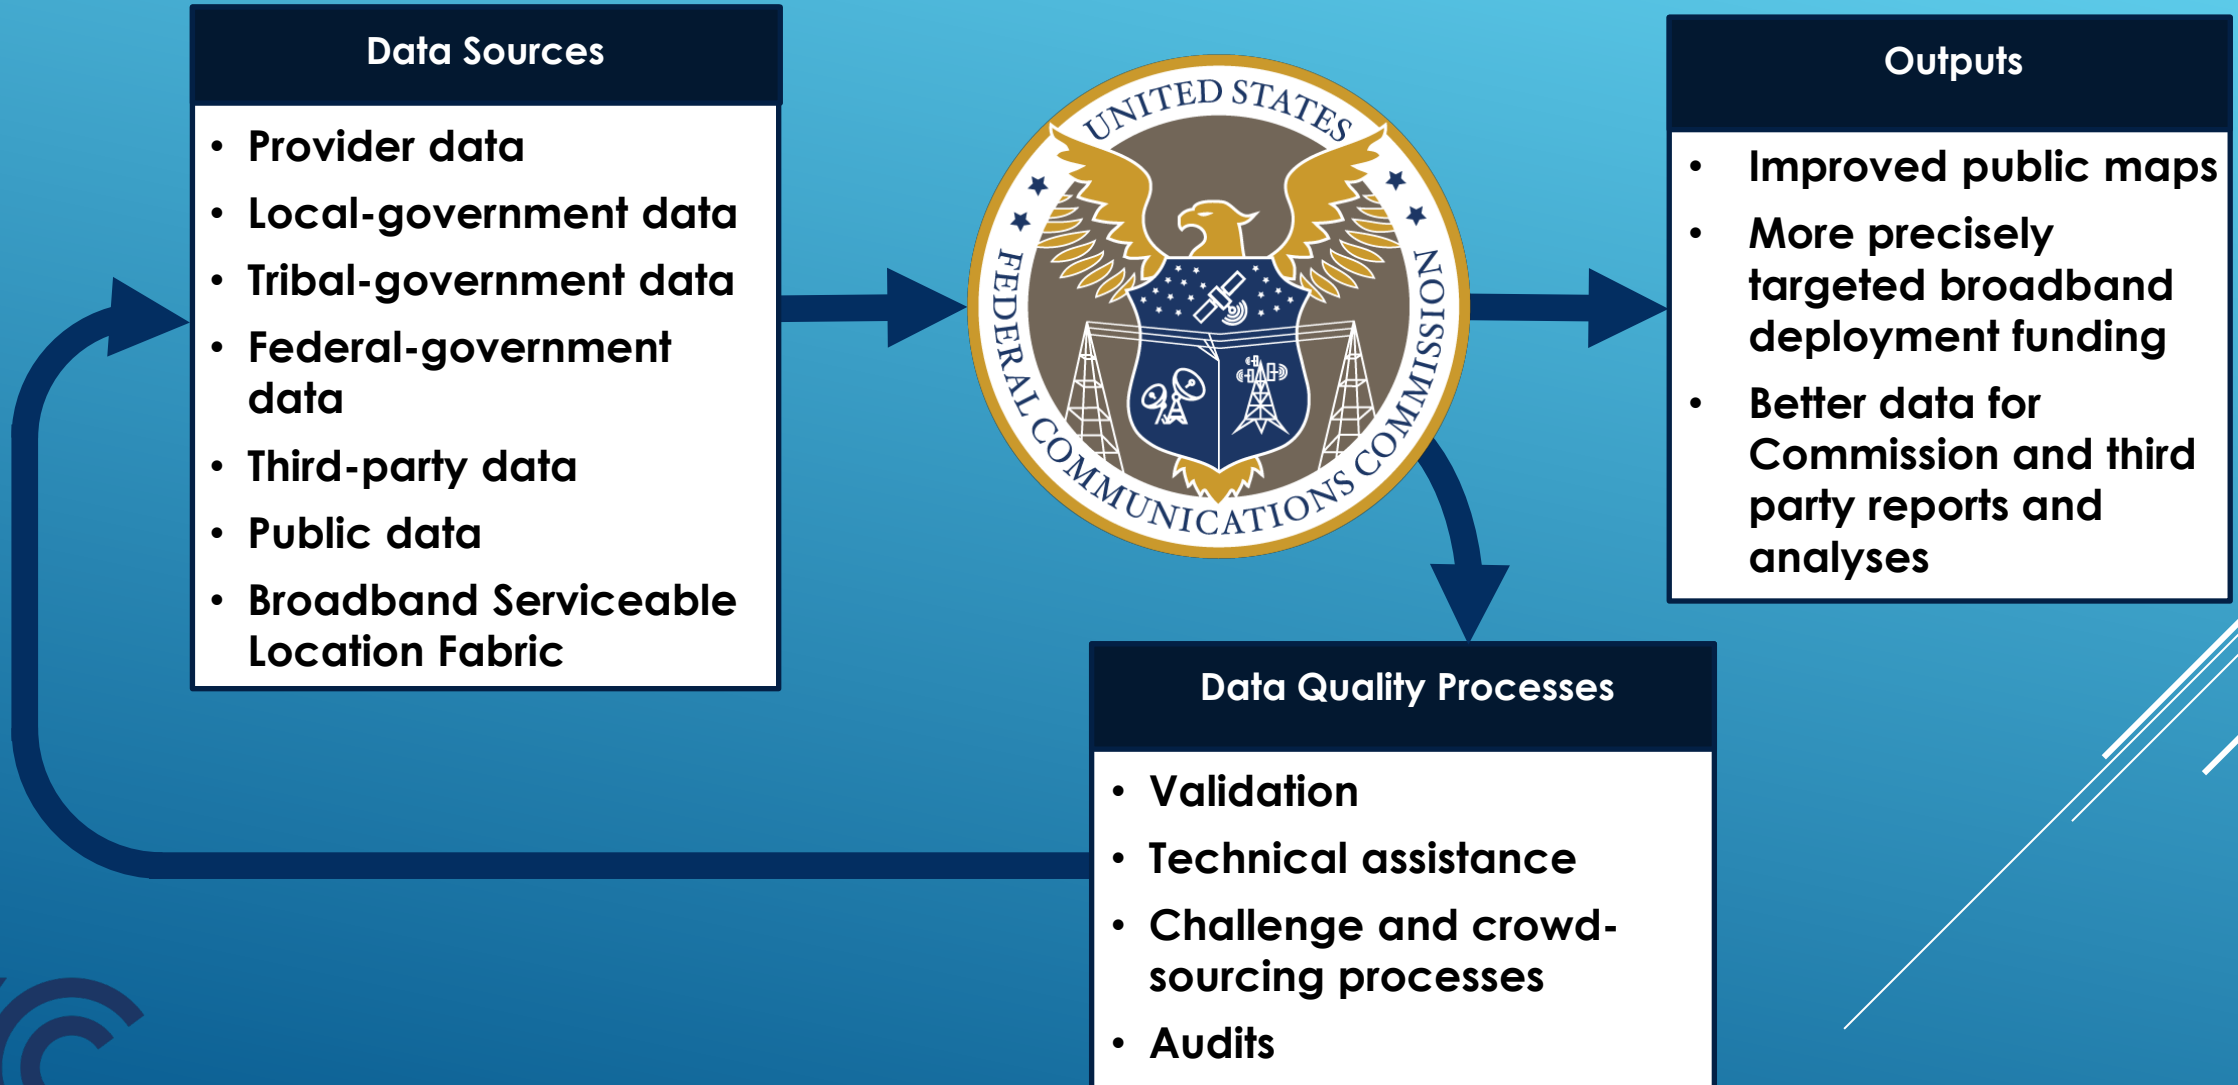 Data Sources
• Provider data
• Local-government data
• Tribal-government data
• Federal-government
data
• Third-party data
• Public data
• Broadband Serviceable
Location Fabric
UNITED STATES
FEDERAL COMMUNICATIONS COMMISSION
Outputs
• Improved public maps
• More precisely
targeted broadband
deployment funding
• Better data for
Commission and third
party reports and
analyses
Data Quality Processes
• Validation
• Technical assistance
• Challenge and crowd-
sourcing processes
• Audits